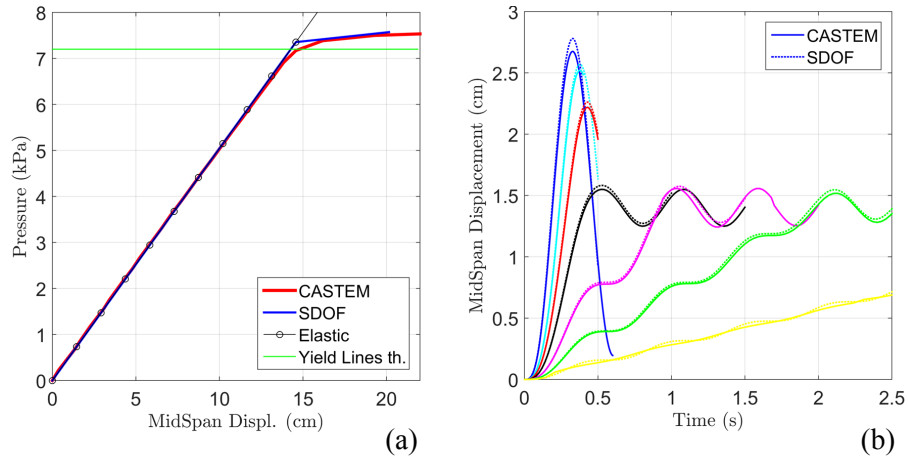 8
7
6
5
4
3
2
1
0
Pressure (kPa)
0 5 10 15 20
MidSpan Displ. (cm)
CASTEM
SDOF
Elastic
Yield Lines th.
(a)
3
2.5
2
1.5
1
0.5
0
MidSpan Displacement (cm)
0 0.5 1 1.5 2 2.5
Time (s)
CASTEM
SDOF
(b)